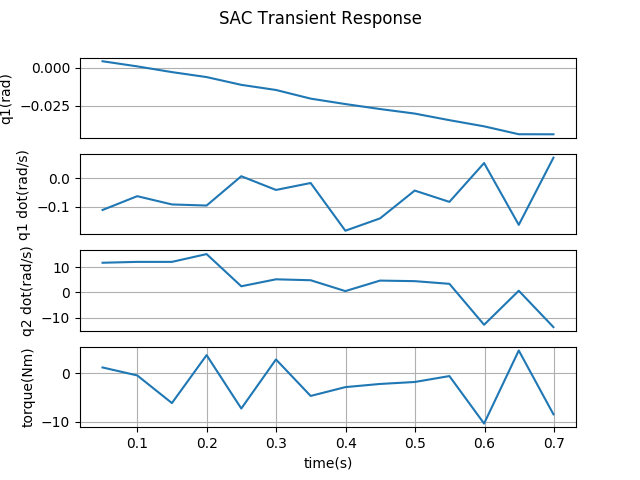 SAC Transient Response
0.000
−0.025
q1(rad)
0.0
−0.1
q1 dot(rad/s)
10
0
−10
q2 dot(rad/s)
0
−10
torque(Nm)
0.1 0.2 0.3 0.4 0.5 0.6 0.7
time(s)